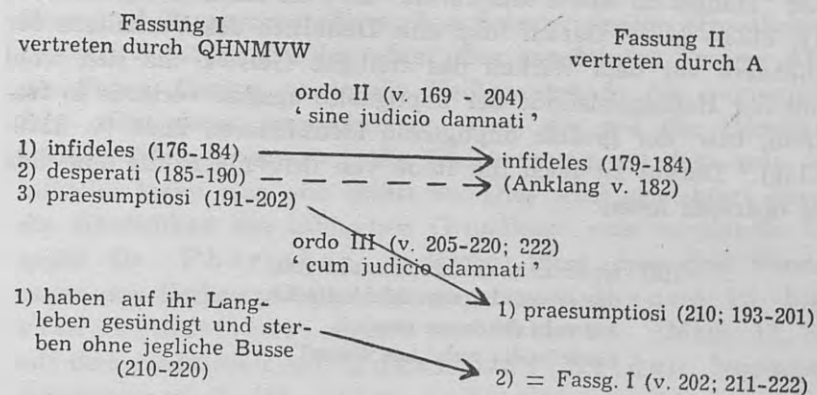 Fassung I
vertreten durch QHNMVW
Fassung II
vertreten durch A
ordo II (v. 169 - 204)
‘ sine judicio damnati ’
1) infideles (176-184)
infideles (179-184)
2) desperati (185-190)
(Anklang v. 182)
3) praesumptiosi (191-202)
ordo III (v. 205-220; 222)
‘ cum judicio damnati ’
1) haben auf ihr Lang-
leben gesündigt und ster-
ben ohne jegliche Busse
(210-220)
1) praesumptiosi (210; 193-201)
2) = Fassg. I (v. 202; 211-222)